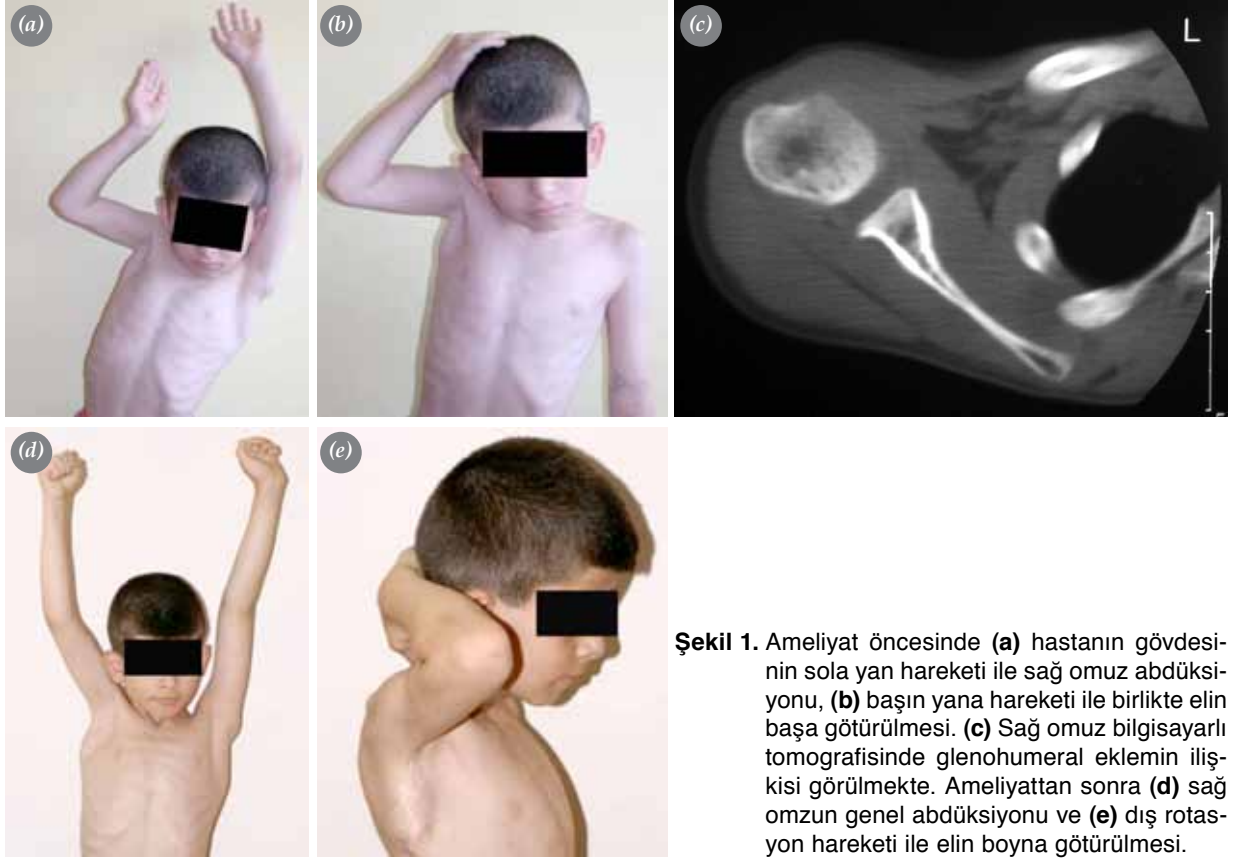 (a)
(b)
(c)
L
(d)
(e)
Şekil 1. Ameliyat öncesinde (a) hastanın gövdesi-
nin sola yan hareketi ile sağ omuz abdüksi-
yonu, (b) başın yana hareketi ile birlikte elin
başa götürülmesi. (c) Sağ omuz bilgisayarlı
tomografisinde glenohumeral eklemin iliş-
kisi görülmekte. Ameliyattan sonra (d) sağ
omzun genel abdüksiyonu ve (e) dış rotas-
yon hareketi ile elin boyna götürülmesi.